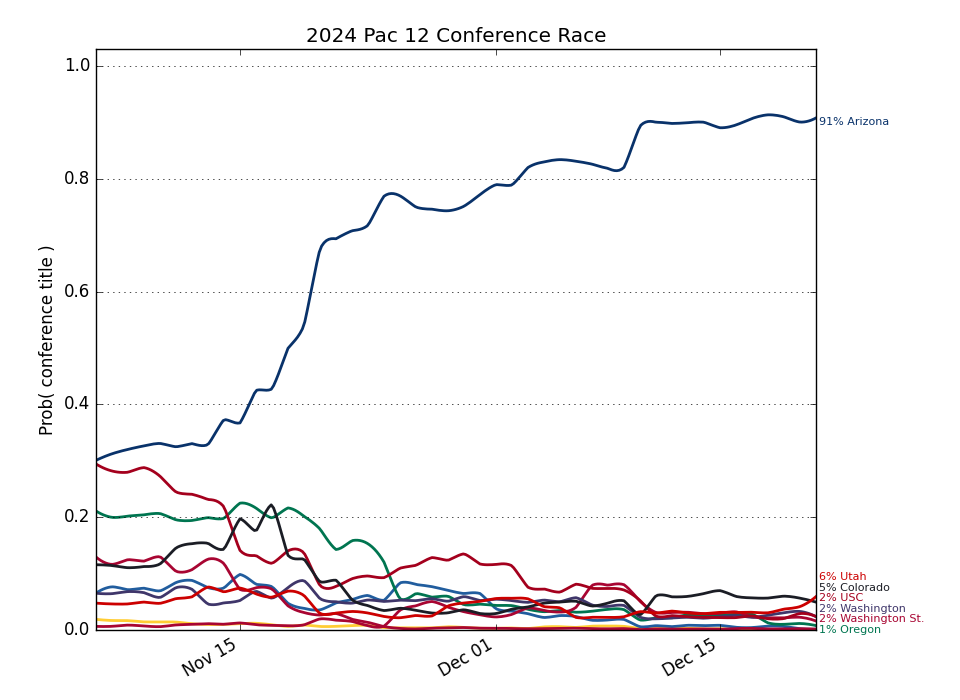 2024 Pac 12 Conference Race
Prob( conference title )
1.0
0.8
0.6
0.4
0.2
0.0
Nov 15
Dec 01
Dec 15
91% Arizona
6% Utah
5% Colorado
2% USC
2% Washington
2% Washington St.
1% Oregon